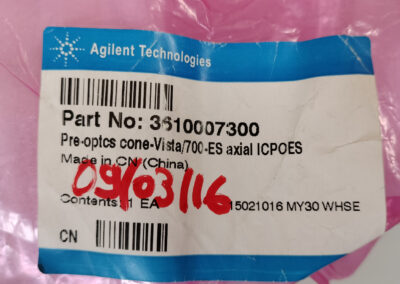 Agilent Technologies
Part No: 3610007300
Pre-optcs cone-Vista/700-ES axial ICPOES
Made in CN (China)
09/03/16
Contents: 1 EA
15021016 MY30 WHSE
CN